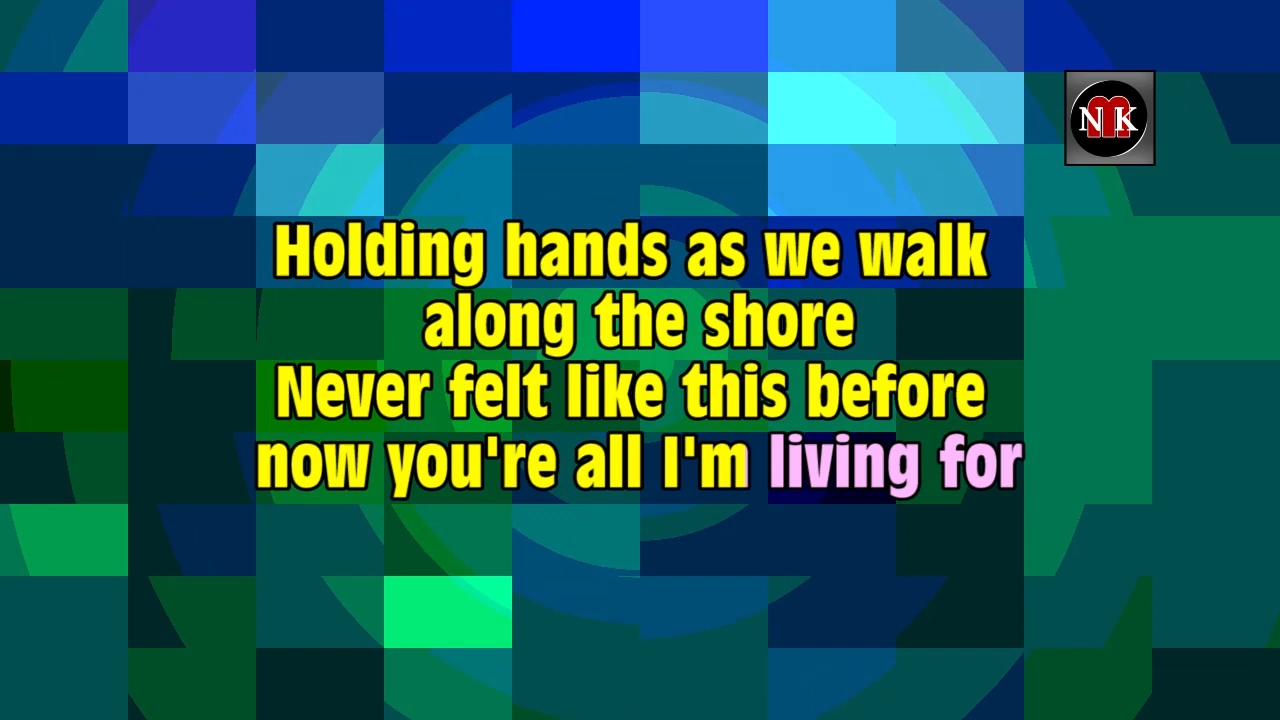 NMK
Holding hands as we walk
along the shore
Never felt like this before
now you're all I'm living for